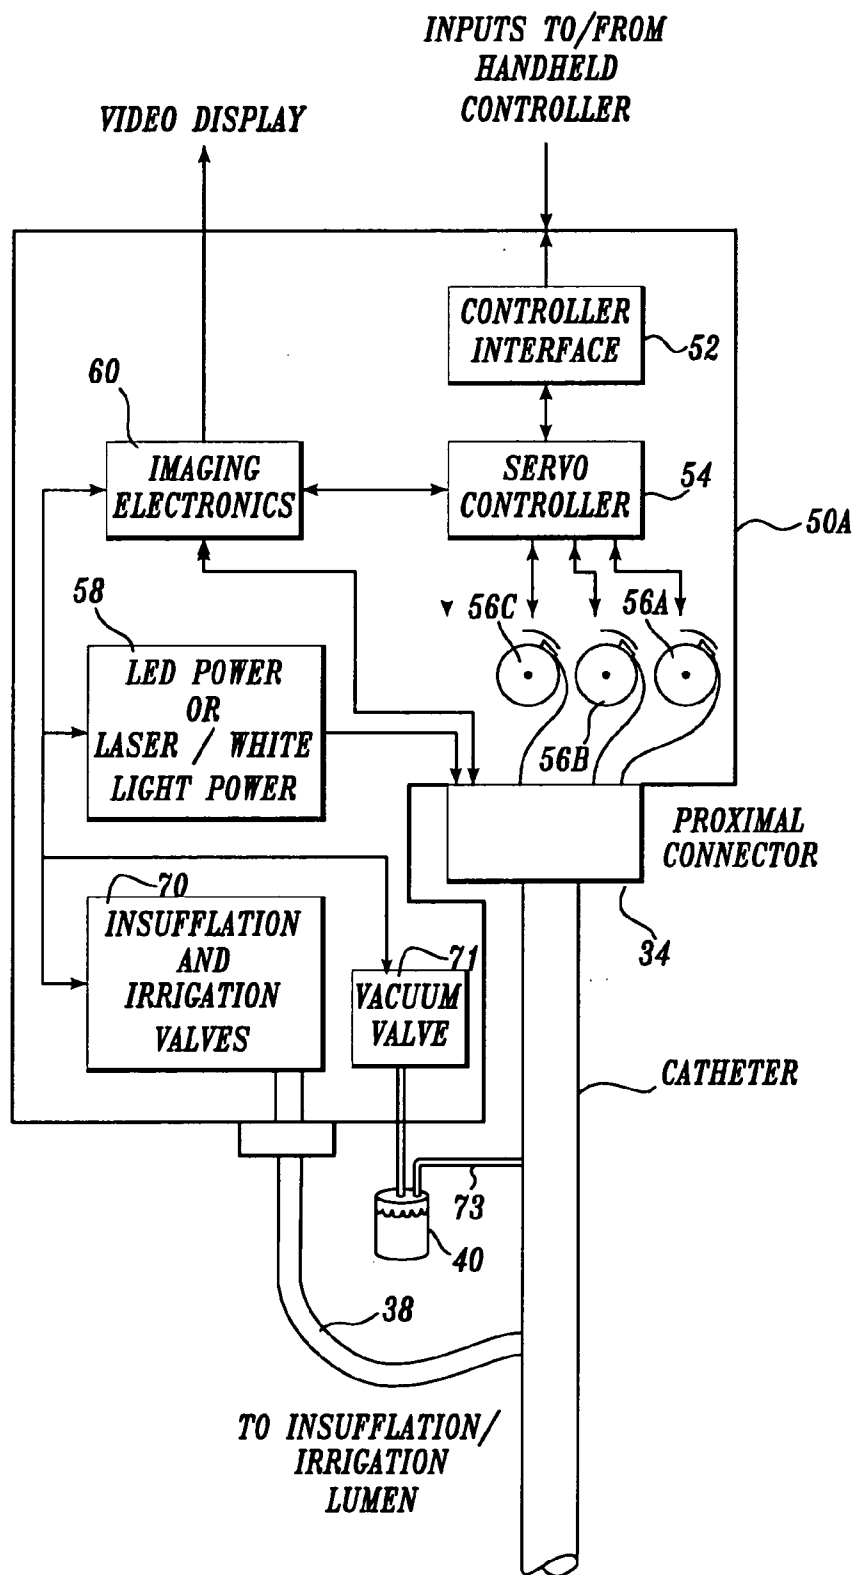 INPUTS TO/FROM
HANDHELD
CONTROLLER
VIDEO DISPLAY
CONTROLLER
INTERFACE
52
60
IMAGING
ELECTRONICS
SERVO
CONTROLLER
54
50A
58
56C
56A
LED POWER
OR
LASER / WHITE
LIGHT POWER
56B
PROXIMAL
CONNECTOR
70
INSUFFLATION
AND
IRRIGATION
VALVES
71
VACUUM
VALVE
34
CATHETER
73
40
38
TO INSUFFLATION/
IRRIGATION
LUMEN